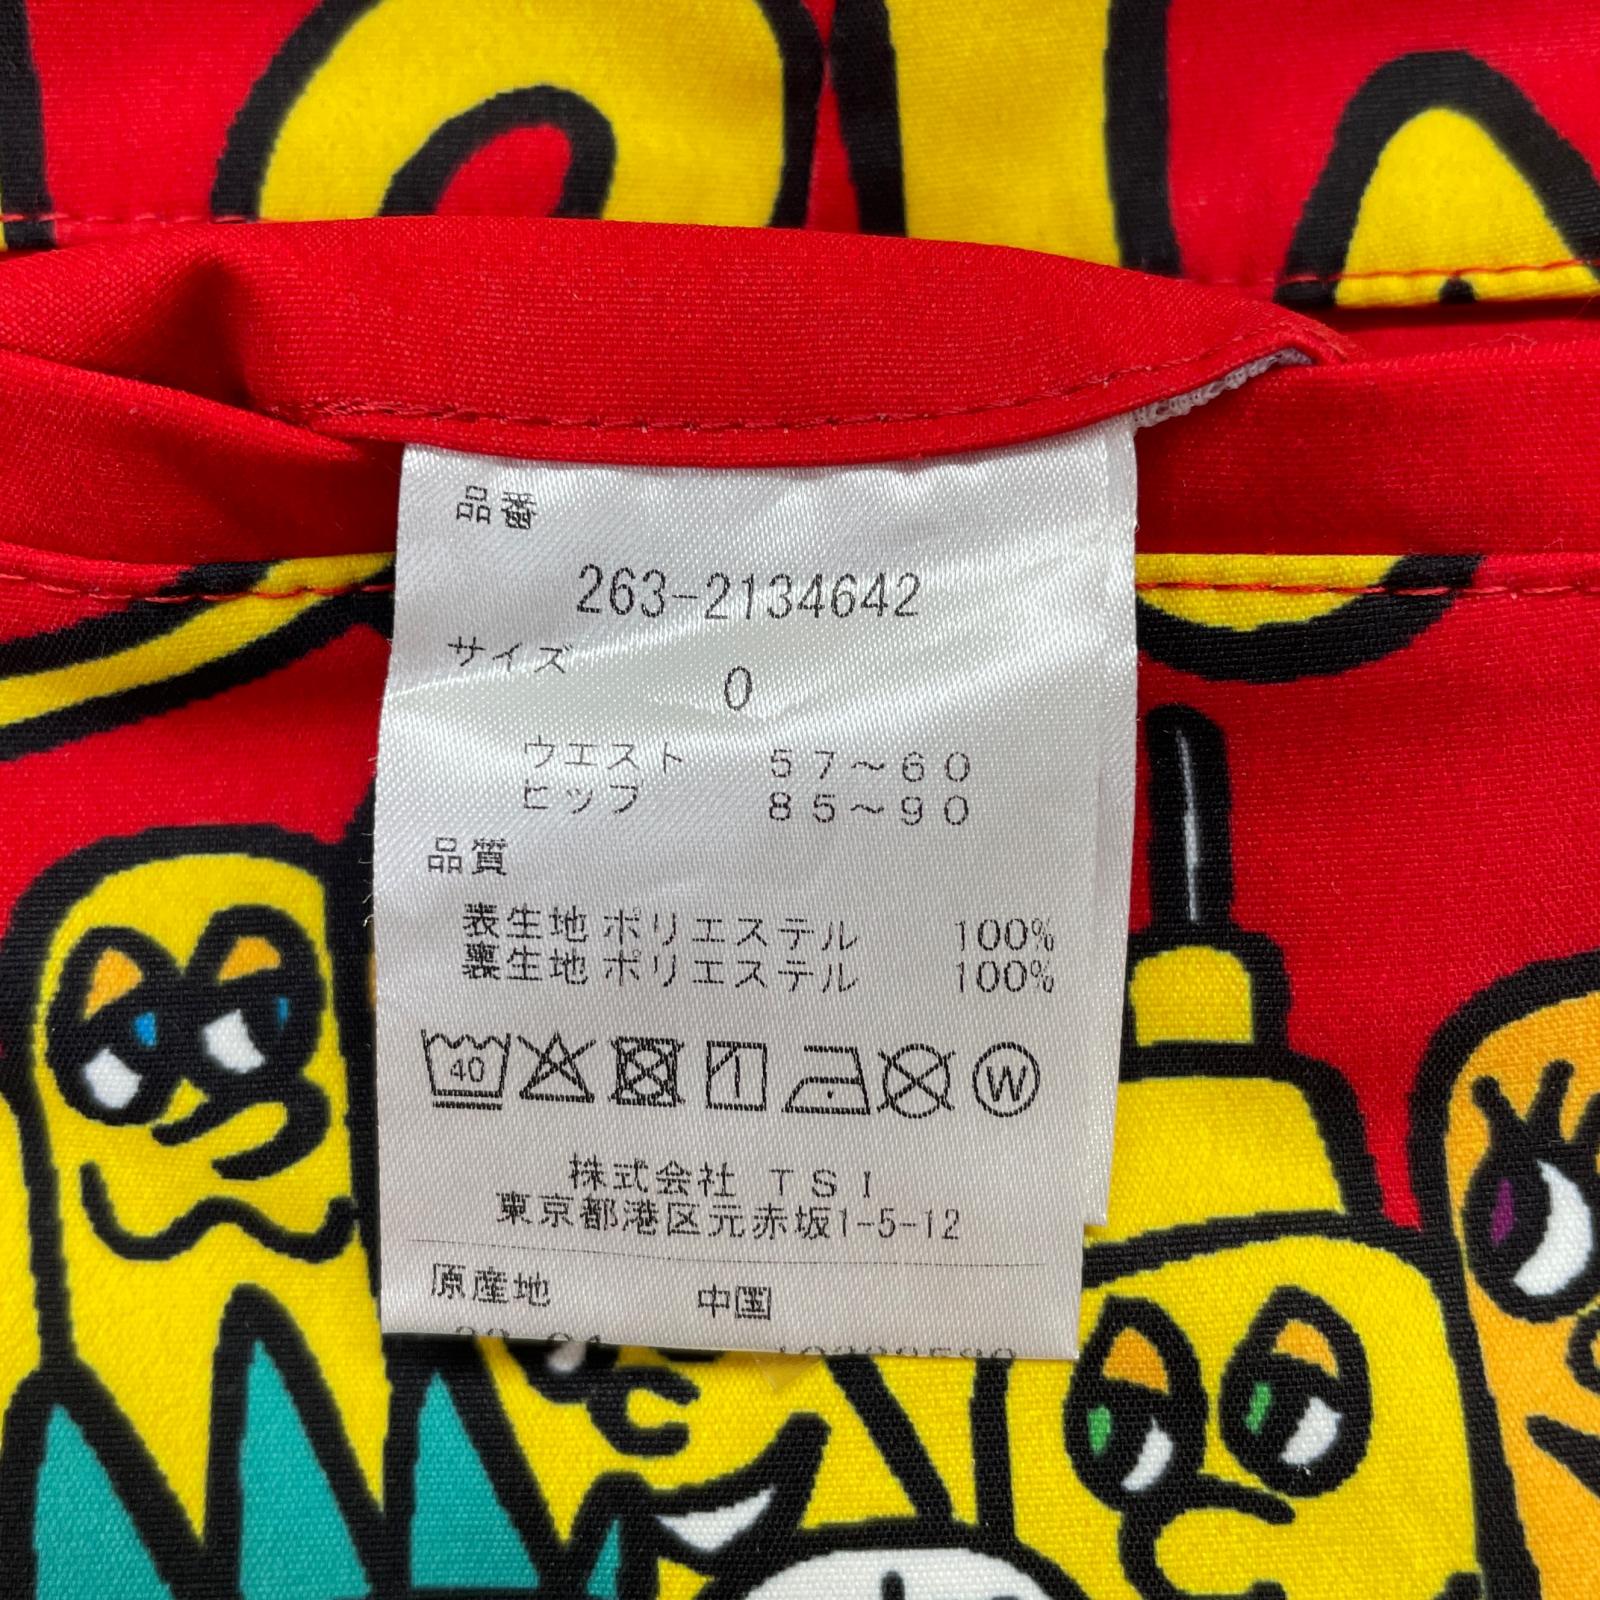 品番
263-2134642
サイズ
0
ウエスト 57～60
ヒップ 85～90
品質
表生地 ポリエステル 100%
裏生地 ポリエステル 100%
40
W
株式会社 TSI
東京都港区元赤坂1-5-12
原産地 中国